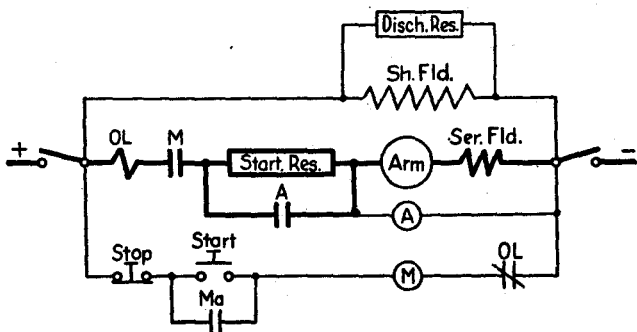 Disch. Res.
Sh. Fld.
+ OL M Start. Res. Arm Ser. Fld. −
A A
Stop Start M OL
Ma